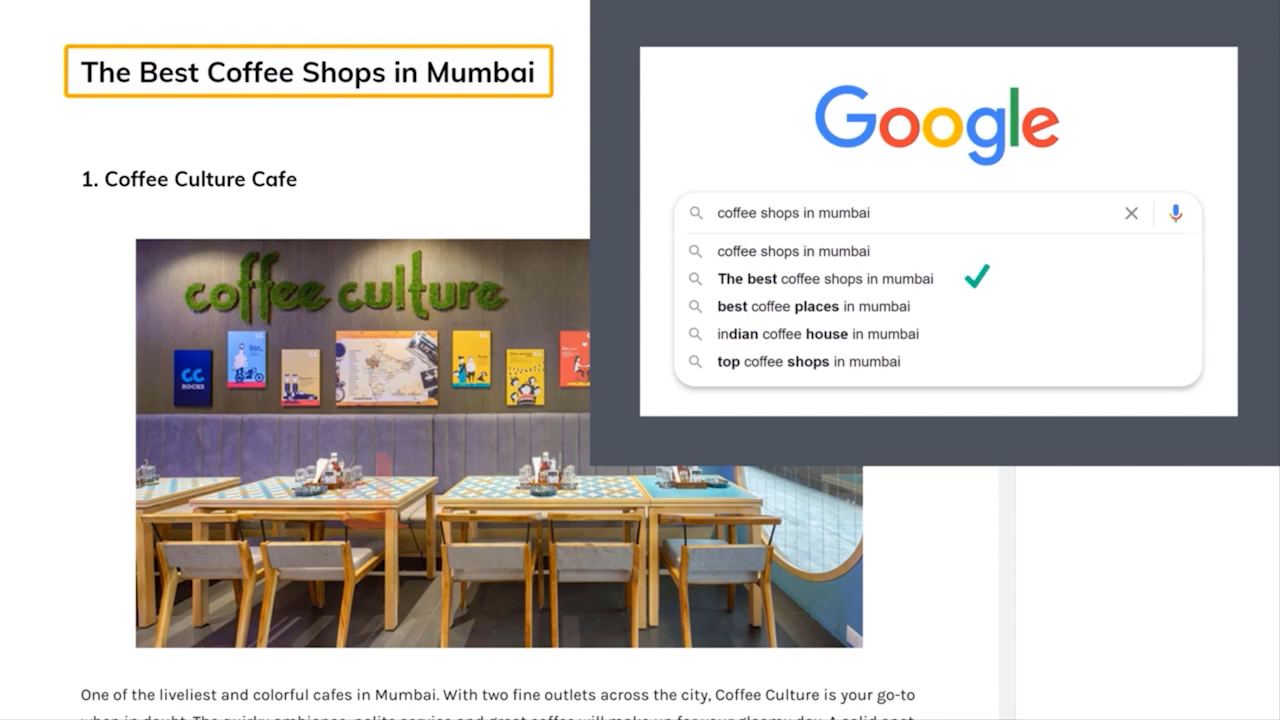 The Best Coffee Shops in Mumbai
1. Coffee Culture Cafe
coffee culture
CC
ROCKS
Google
coffee shops in mumbai
coffee shops in mumbai
The best coffee shops in mumbai
best coffee places in mumbai
indian coffee house in mumbai
top coffee shops in mumbai
One of the liveliest and colorful cafes in Mumbai. With two fine outlets across the city, Coffee Culture is your go-to